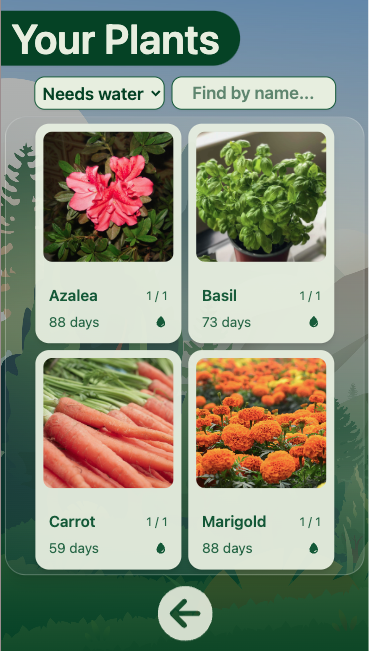 Your Plants
Needs water
Find by name...
Azalea 1 / 1
88 days
Basil 1 / 1
73 days
Carrot 1 / 1
59 days
Marigold 1 / 1
88 days